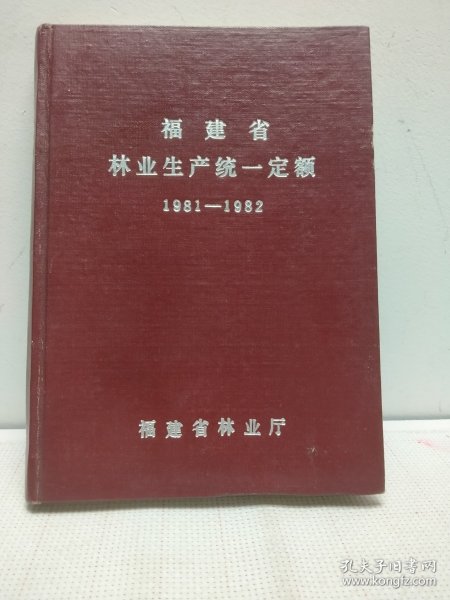 福建省
林业生产统一定额
1981—1982
福建省林业厅
孔夫子旧书网
www.kongfz.com